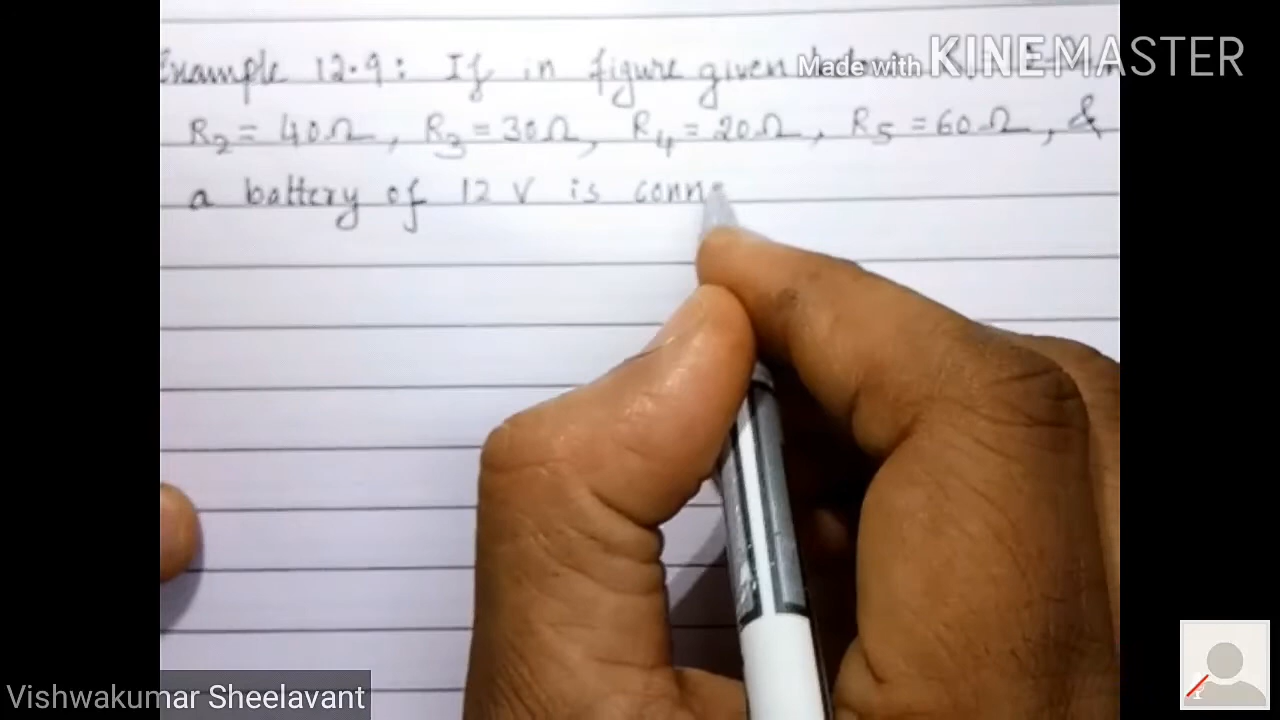 Example 12.9: If in figure given
Made with KINEMASTER
R2 = 40Ω, R3 = 30Ω, R4 = 20Ω, R5 = 60Ω, &
a battery of 12 V is conne
Vishwakumar Sheelavant